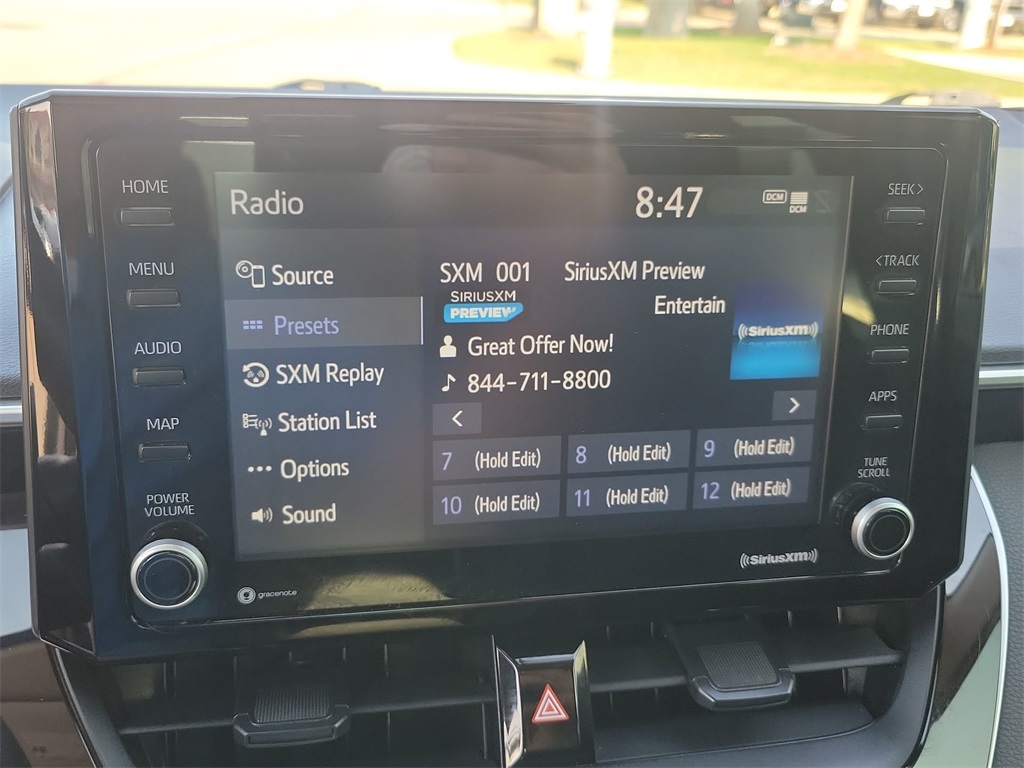 HOME
MENU
AUDIO
MAP
POWER
VOLUME
Radio
8:47
DCM
DCM
Source
Presets
SXM Replay
Station List
Options
Sound
SXM 001 SiriusXM Preview
Entertain
SIRIUSXM
PREVIEW
Great Offer Now!
844-711-8800
((SiriusXM))
<
>
7 (Hold Edit)
8 (Hold Edit)
9 (Hold Edit)
10 (Hold Edit)
11 (Hold Edit)
12 (Hold Edit)
gracenote
((SiriusXM))
SEEK >
< TRACK
PHONE
APPS
TUNE
SCROLL